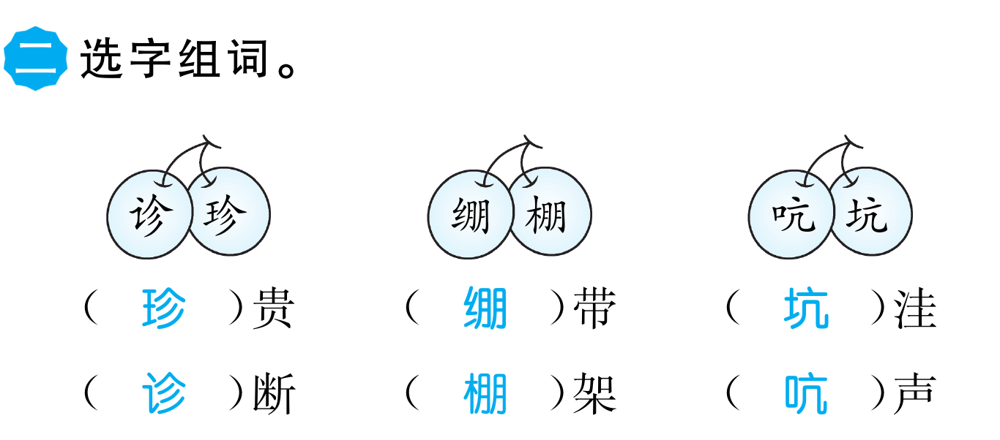 二 选字组词。
诊 珍 绷 棚 吭 坑
（ 珍 ）贵 （ 绷 ）带 （ 坑 ）洼
（ 诊 ）断 （ 棚 ）架 （ 吭 ）声